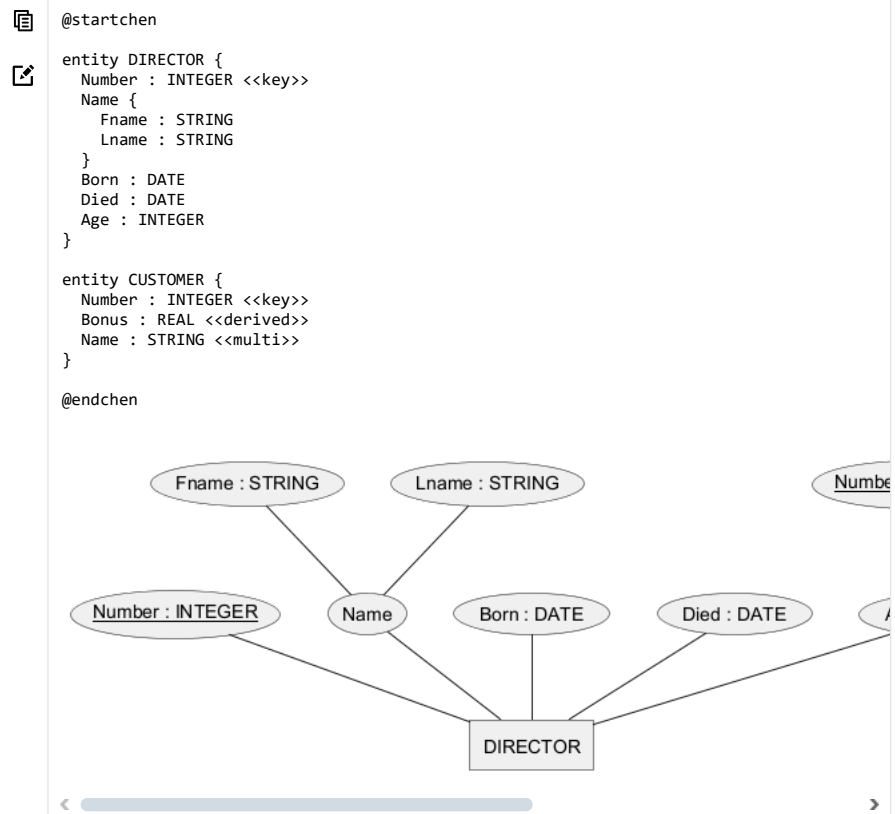 @startchen
entity DIRECTOR {
Number : INTEGER <<key>>
Name {
Fname : STRING
Lname : STRING
}
Born : DATE
Died : DATE
Age : INTEGER
}
entity CUSTOMER {
Number : INTEGER <<key>>
Bonus : REAL <<derived>>
Name : STRING <<multi>>
}
@endchen
Fname : STRING Lname : STRING Numbe
Number : INTEGER Name Born : DATE Died : DATE
DIRECTOR